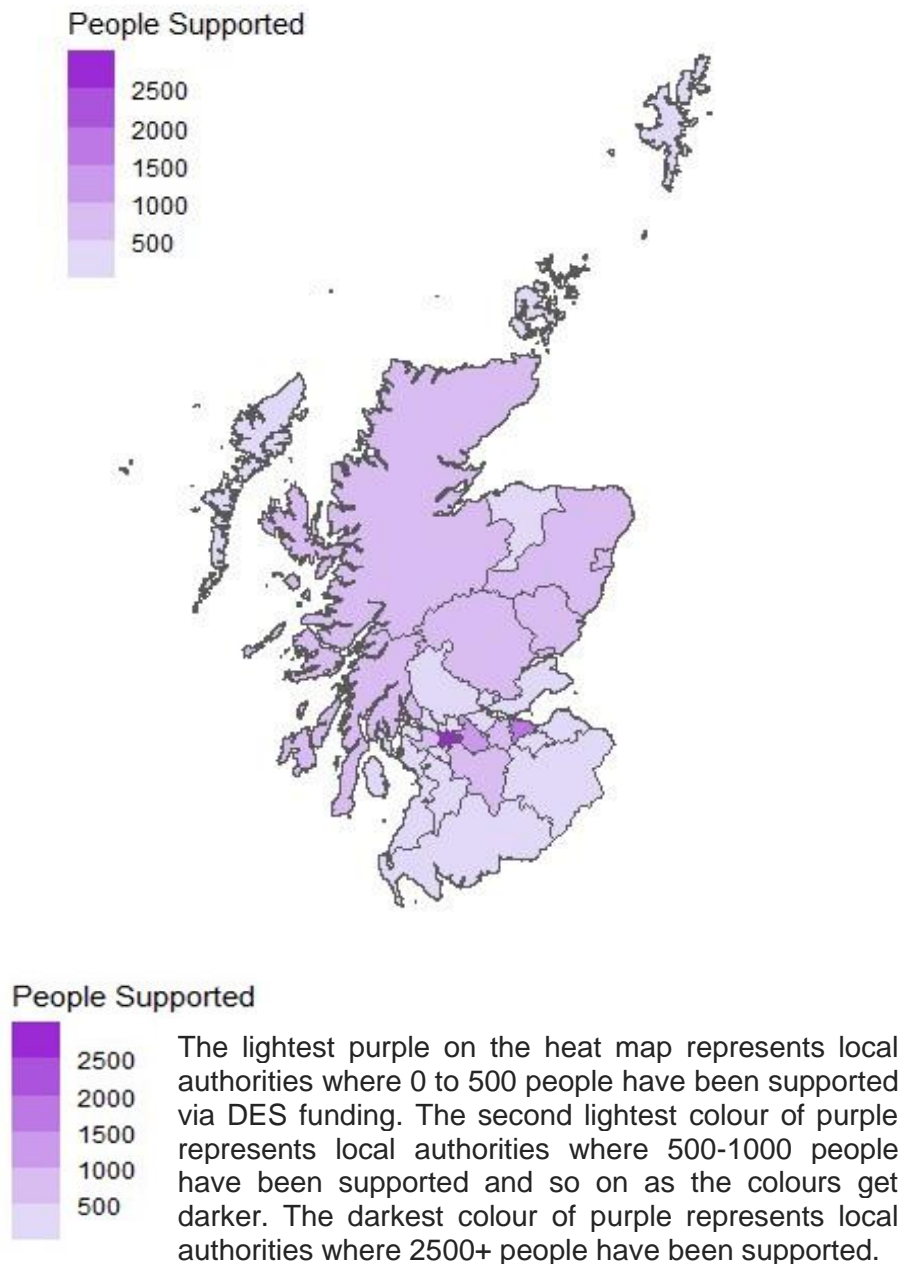 People Supported
2500
2000
1500
1000
500
People Supported
2500
2000
1500
1000
500
The lightest purple on the heat map represents local
authorities where 0 to 500 people have been supported
via DES funding. The second lightest colour of purple
represents local authorities where 500-1000 people
have been supported and so on as the colours get
darker. The darkest colour of purple represents local
authorities where 2500+ people have been supported.